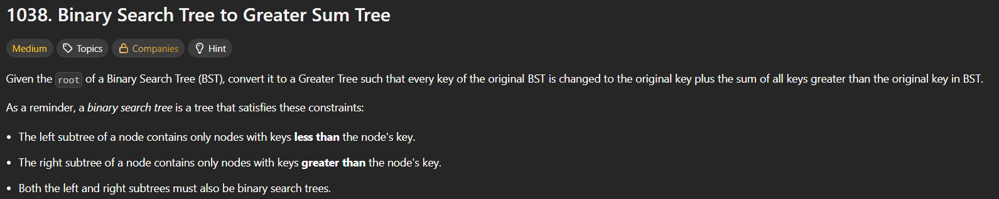 1038. Binary Search Tree to Greater Sum Tree
Medium Topics Companies Hint
Given the root of a Binary Search Tree (BST), convert it to a Greater Tree such that every key of the original BST is changed to the original key plus the sum of all keys greater than the original key in BST.
As a reminder, a binary search tree is a tree that satisfies these constraints:
• The left subtree of a node contains only nodes with keys less than the node's key.
• The right subtree of a node contains only nodes with keys greater than the node's key.
• Both the left and right subtrees must also be binary search trees.